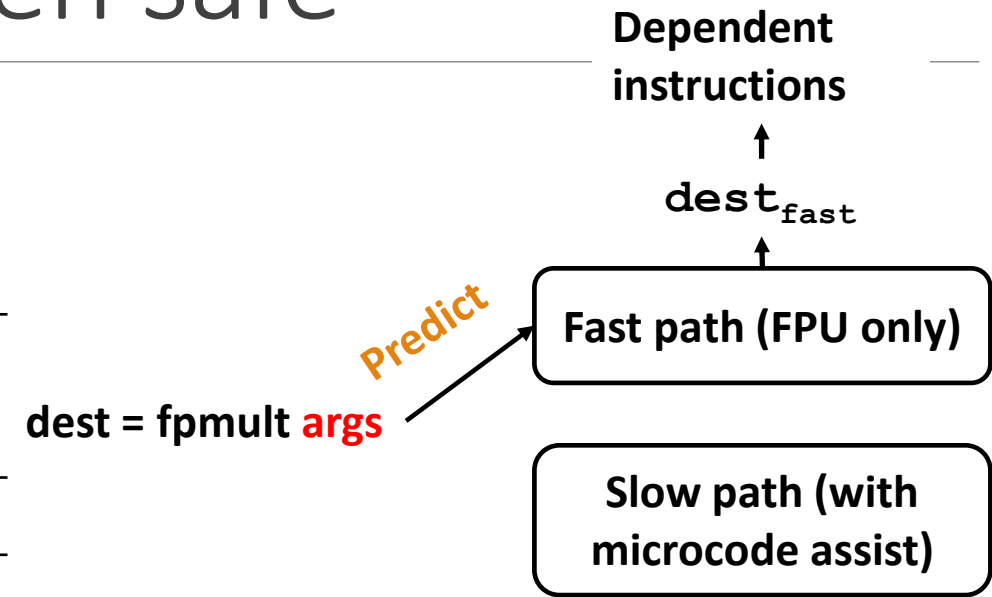 Dependent
instructions
dest_fast
Predict
Fast path (FPU only)
dest = fpmult args
Slow path (with
microcode assist)